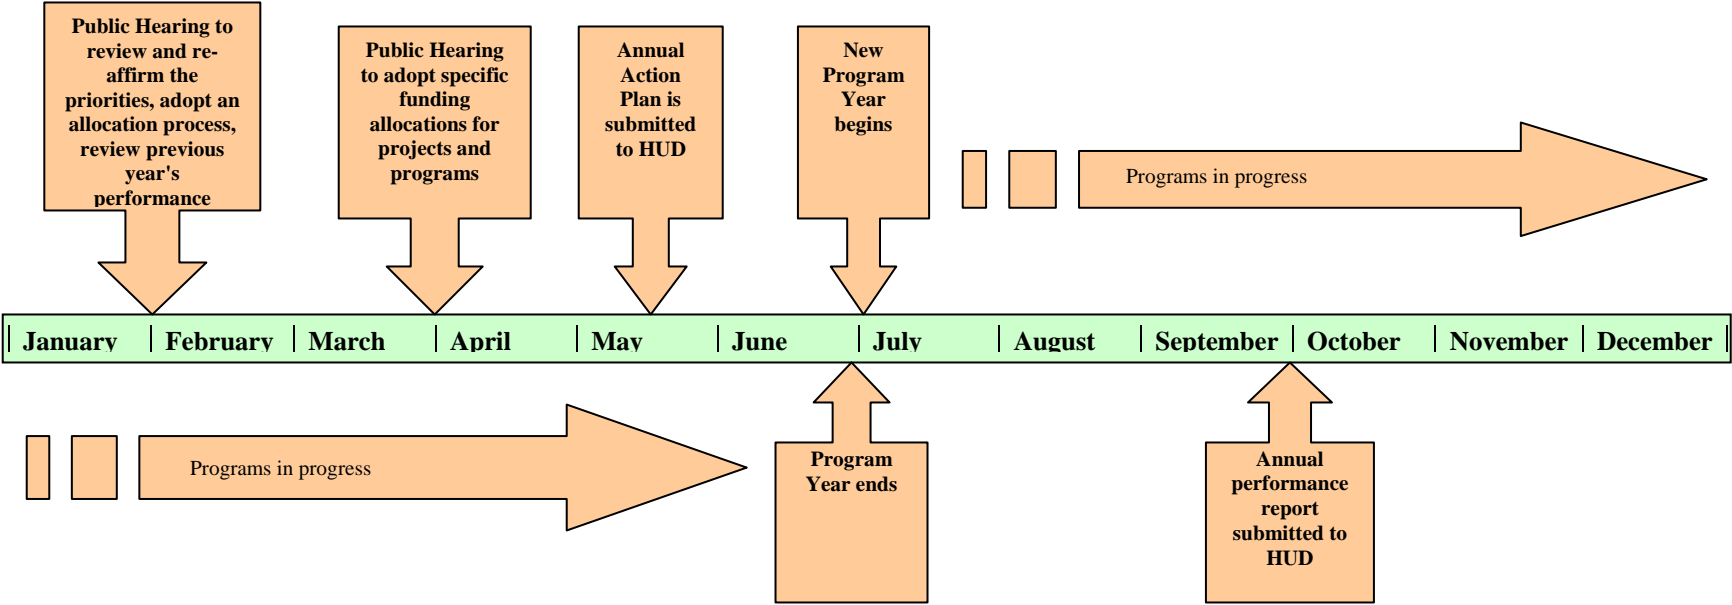 Public Hearing to
review and re-
affirm the
priorities, adopt an
allocation process,
review previous
year's
performance
Public Hearing
to adopt specific
funding
allocations for
projects and
programs
Annual
Action
Plan is
submitted
to HUD
New
Program
Year
begins
Programs in progress
January February March April May June July August September October November December
Programs in progress
Program
Year ends
Annual
performance
report
submitted to
HUD